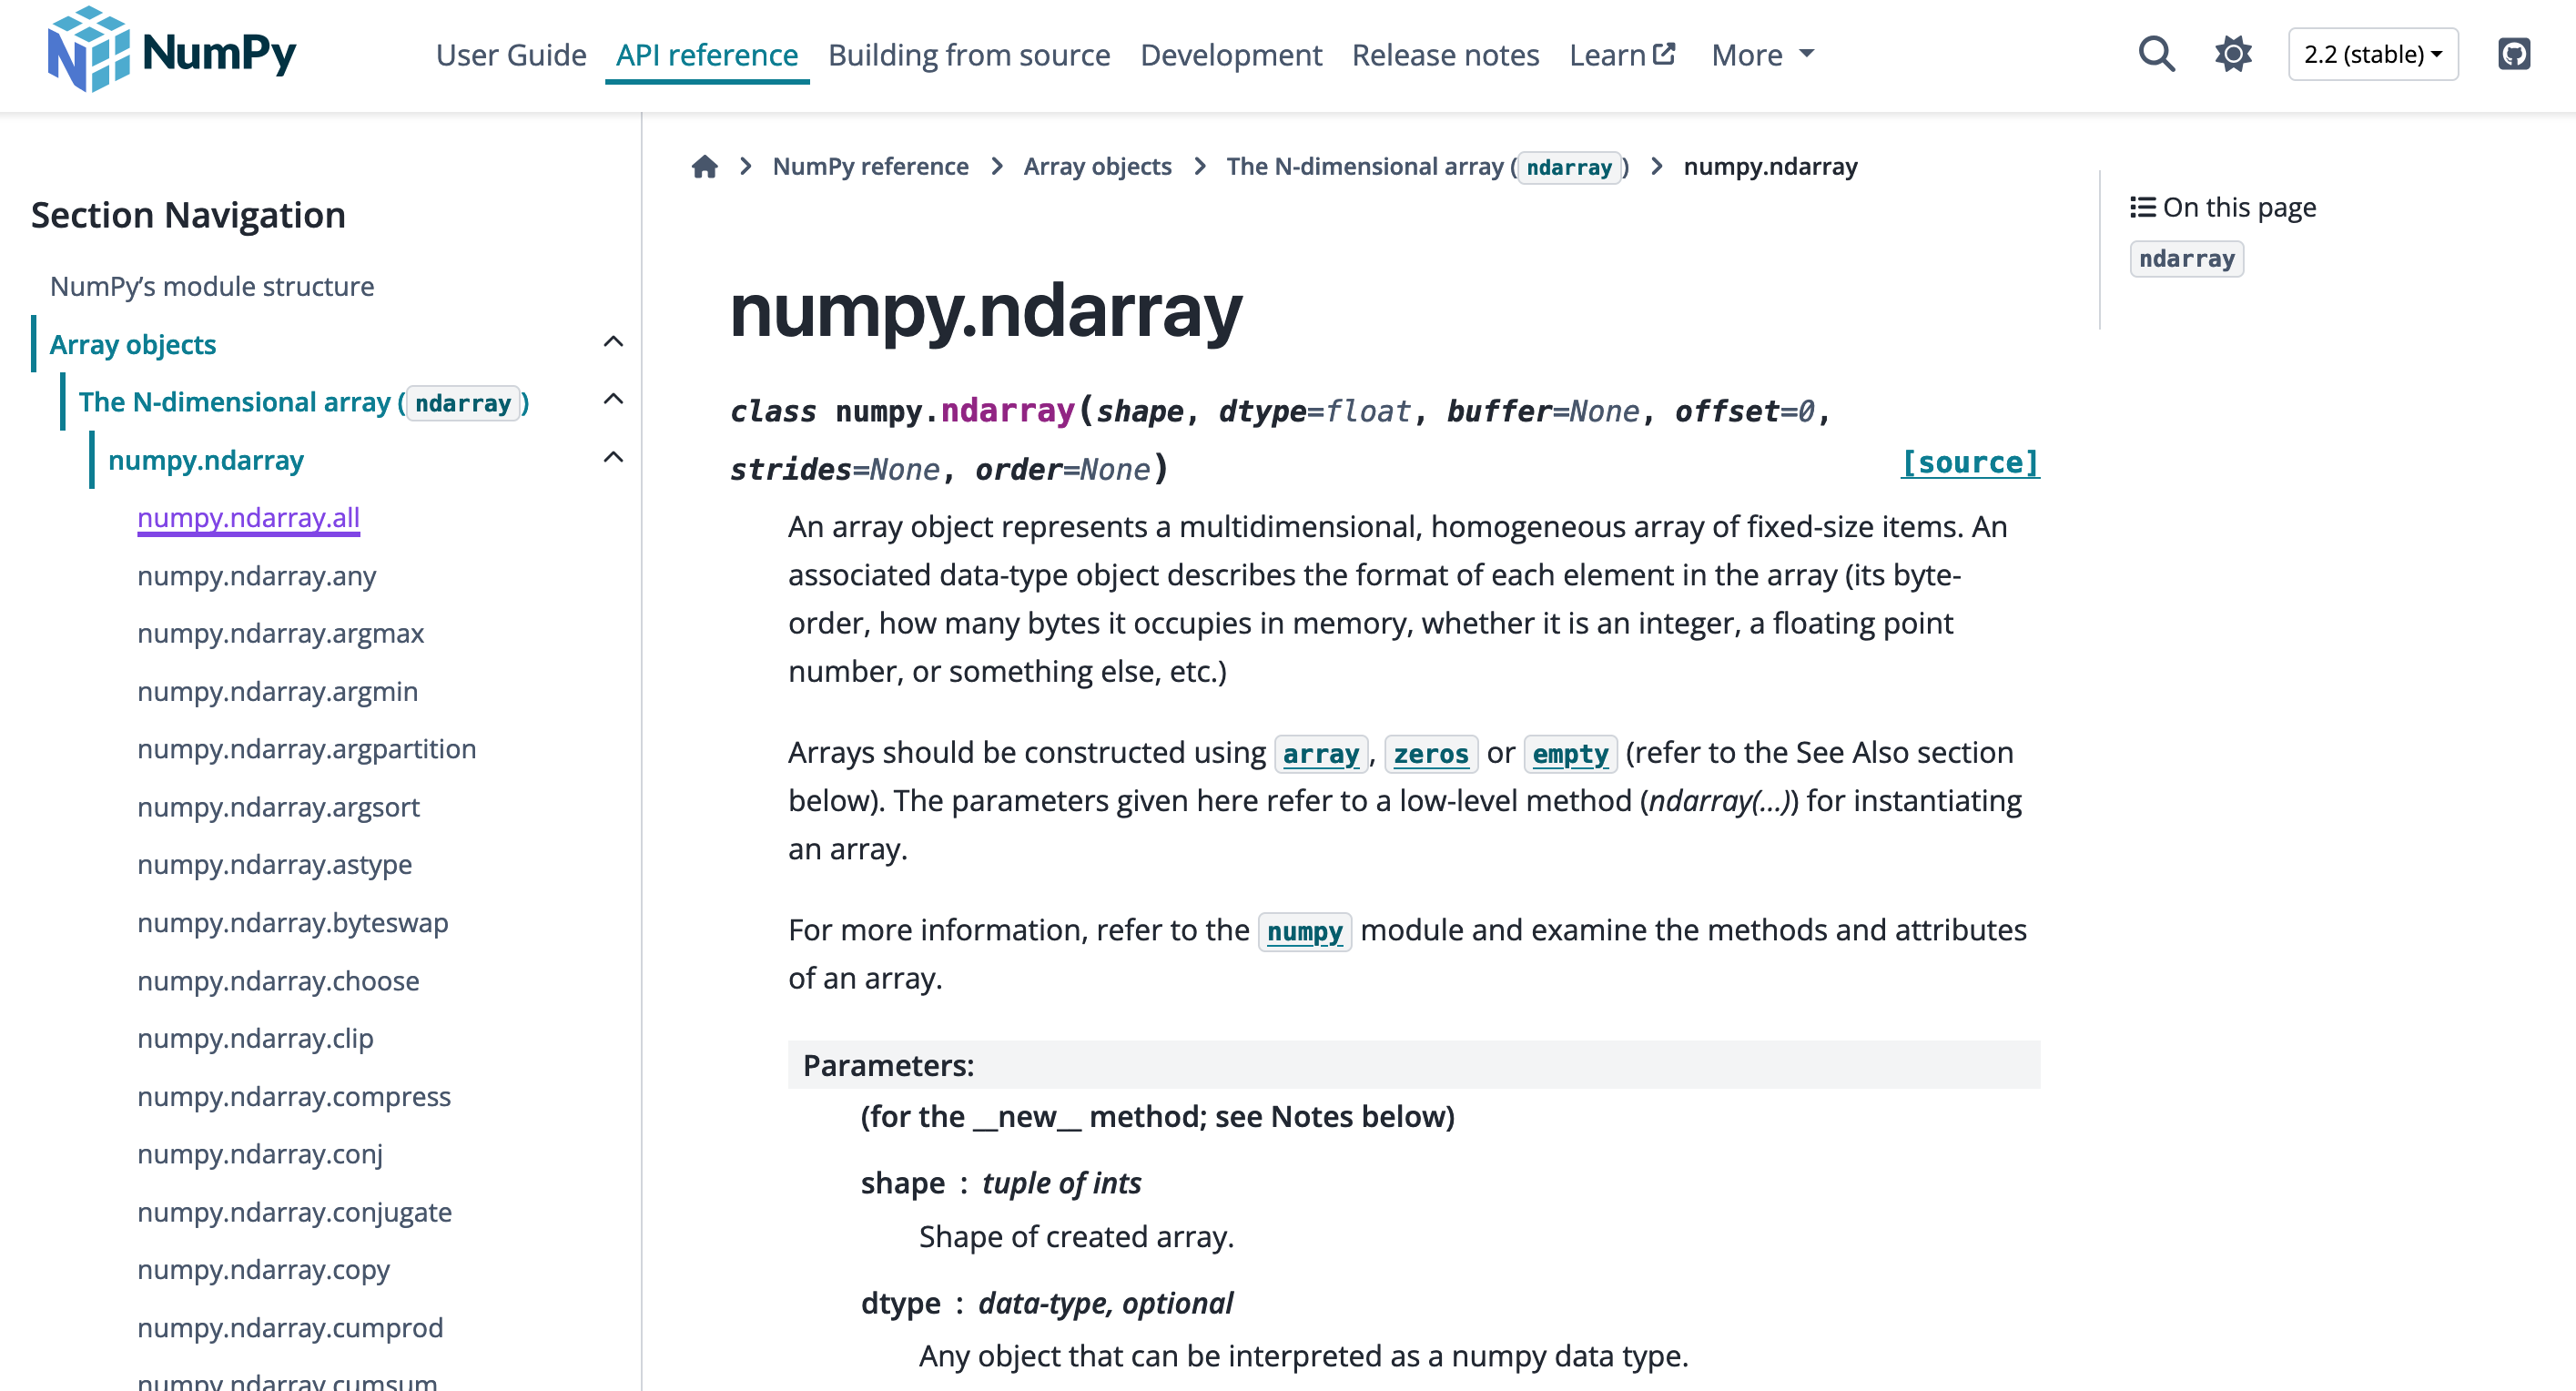 NumPy
User Guide API reference Building from source Development Release notes Learn More
2.2 (stable)
Section Navigation
NumPy’s module structure
Array objects
The N-dimensional array (ndarray)
numpy.ndarray
numpy.ndarray.all
numpy.ndarray.any
numpy.ndarray.argmax
numpy.ndarray.argmin
numpy.ndarray.argpartition
numpy.ndarray.argsort
numpy.ndarray.astype
numpy.ndarray.byteswap
numpy.ndarray.choose
numpy.ndarray.clip
numpy.ndarray.compress
numpy.ndarray.conj
numpy.ndarray.conjugate
numpy.ndarray.copy
numpy.ndarray.cumprod
numpy.ndarray.cumsum
NumPy reference > Array objects > The N-dimensional array (ndarray) > numpy.ndarray
numpy.ndarray
class numpy.ndarray(shape, dtype=float, buffer=None, offset=0,
strides=None, order=None) [source]
An array object represents a multidimensional, homogeneous array of fixed-size items. An
associated data-type object describes the format of each element in the array (its byte-
order, how many bytes it occupies in memory, whether it is an integer, a floating point
number, or something else, etc.)
Arrays should be constructed using array, zeros or empty (refer to the See Also section
below). The parameters given here refer to a low-level method (ndarray(…)) for instantiating
an array.
For more information, refer to the numpy module and examine the methods and attributes
of an array.
Parameters:
(for the __new__ method; see Notes below)
shape : tuple of ints
Shape of created array.
dtype : data-type, optional
Any object that can be interpreted as a numpy data type.
On this page
ndarray